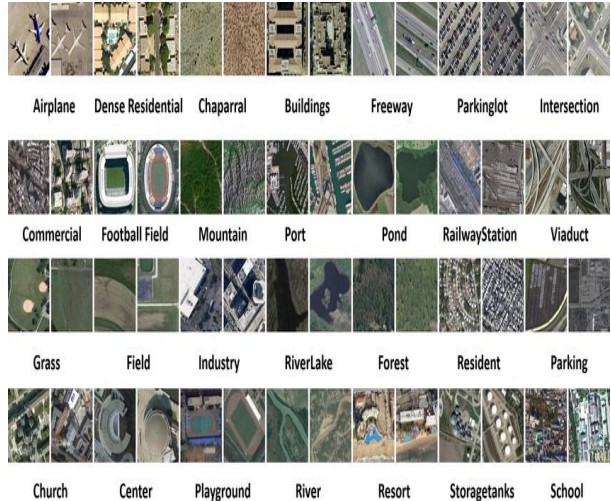 Airplane Dense Residential Chaparral Buildings Freeway Parkinglot Intersection
Commercial Football Field Mountain Port Pond RailwayStation Viaduct
Grass Field Industry RiverLake Forest Resident Parking
Church Center Playground River Resort Storagetanks School